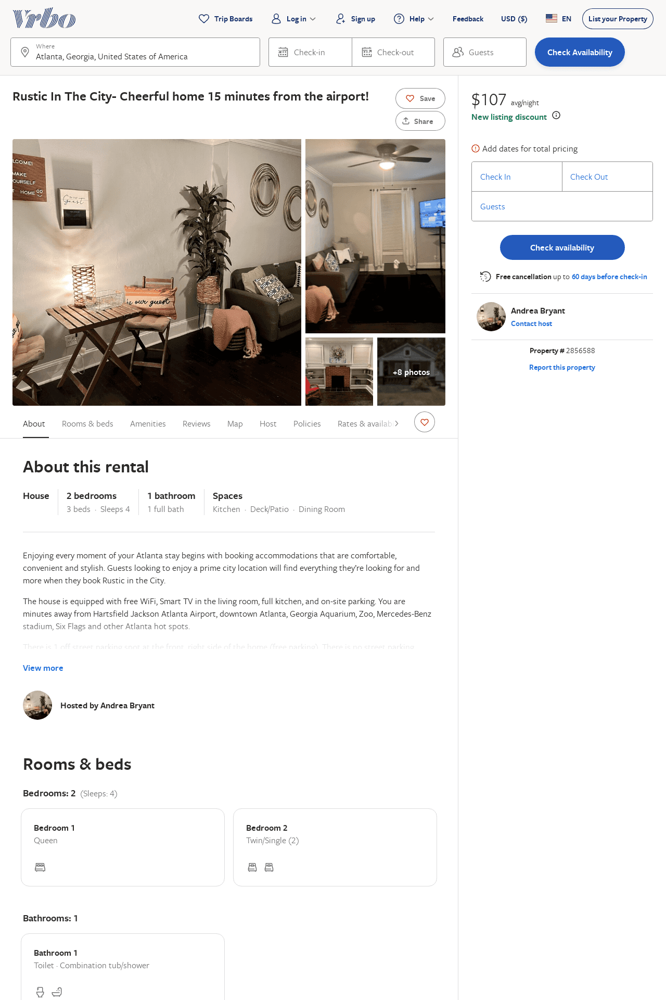 Vrbo
Trip Boards
Log in
Sign up
Help
Feedback
USD ($)
EN
List your Property
Where
Atlanta, Georgia, United States of America
Check-in
Check-out
Guests
Check Availability
Rustic In The City- Cheerful home 15 minutes from the airport!
Save
Share
$107 avg/night
New listing discount
Add dates for total pricing
Check In
Check Out
Guests
Check availability
Free cancellation up to 60 days before check-in
Andrea Bryant
Contact host
Property # 2856588
Report this property
LCOME!
MAKE
OURSELF
HOME
Guest
be our guest
+8 photos
About
Rooms & beds
Amenities
Reviews
Map
Host
Policies
Rates & availab
About this rental
House
2 bedrooms
3 beds · Sleeps 4
1 bathroom
1 full bath
Spaces
Kitchen · Deck/Patio · Dining Room
Enjoying every moment of your Atlanta stay begins with booking accommodations that are comfortable,
convenient and stylish. Guests looking to enjoy a prime city location will find everything they're looking for and
more when they book Rustic in the City.
The house is equipped with free WiFi, Smart TV in the living room, full kitchen, and on-site parking. You are
minutes away from Hartsfield Jackson Atlanta Airport, downtown Atlanta, Georgia Aquarium, Zoo, Mercedes-Benz
stadium, Six Flags and other Atlanta hot spots.
There is 1 off street parking spot at the front, right side of the home (free parking). There is no street parking
View more
Hosted by Andrea Bryant
Rooms & beds
Bedrooms: 2 (Sleeps: 4)
Bedroom 1
Queen
Bedroom 2
Twin/Single (2)
Bathrooms: 1
Bathroom 1
Toilet · Combination tub/shower